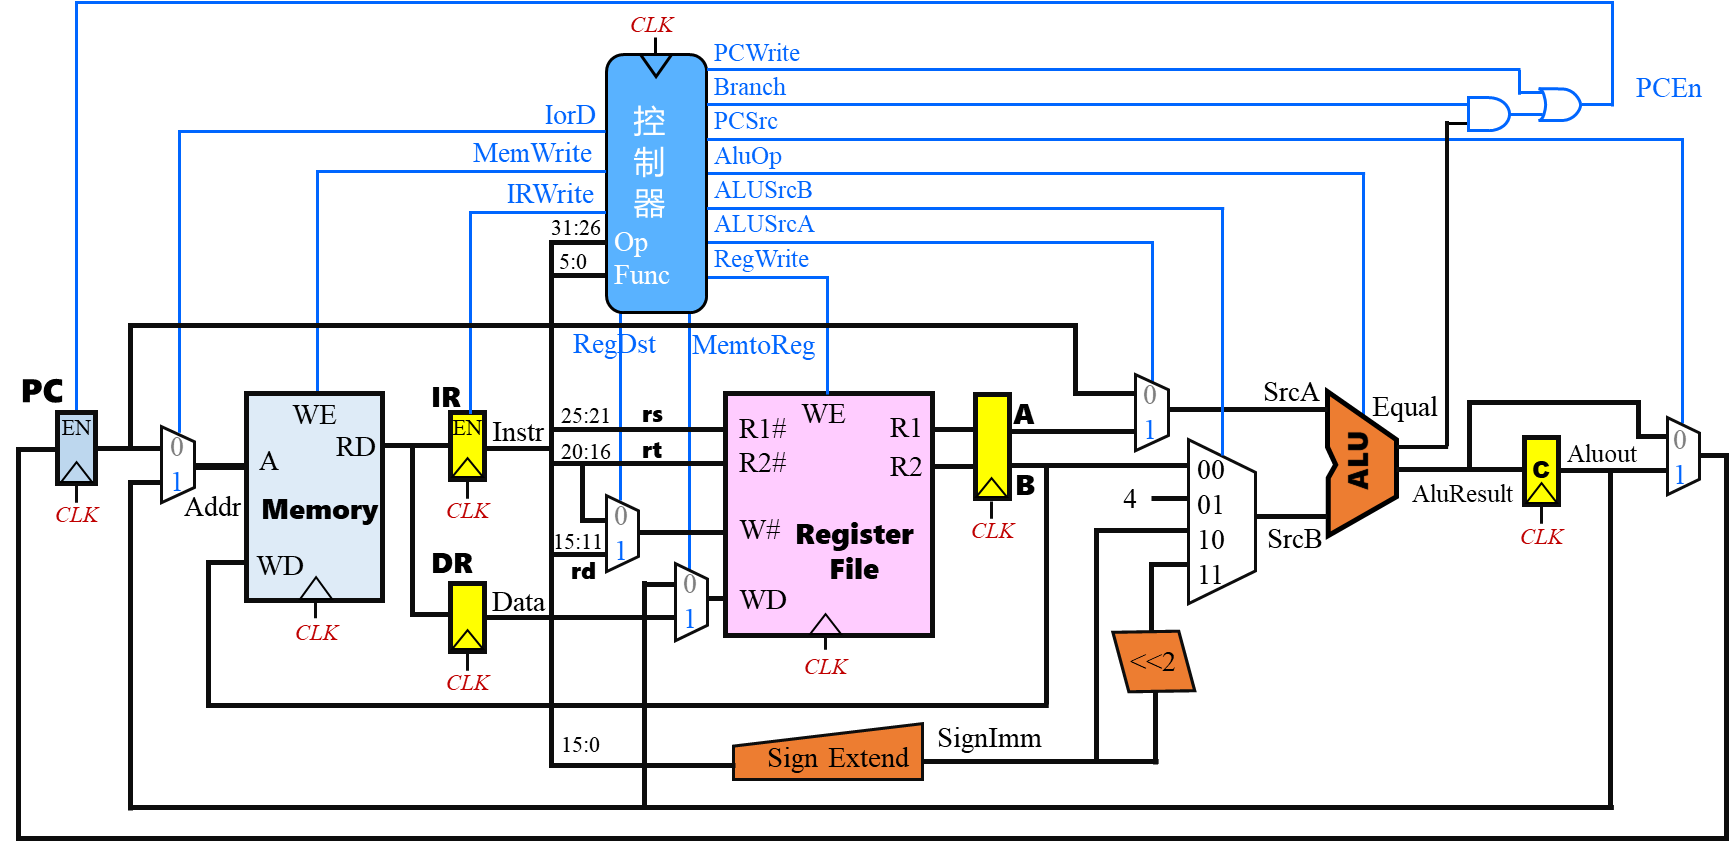 CLK
PCWrite
Branch
PCEn
IorD
控
制
器
PCSrc
MemWrite
AluOp
IRWrite
ALUSrcB
31:26
Op
ALUSrcA
5:0
Func
RegWrite
RegDst
MemtoReg
PC
EN
CLK
0
1
Addr
WE
RD
A
Memory
WD
CLK
IR
EN
Instr
CLK
DR
Data
CLK
25:21
rs
20:16
rt
15:11
rd
0
1
0
1
WE
R1#
R1
R2#
R2
W#
Register
File
WD
CLK
A
B
CLK
0
1
SrcA
4
00
01
10
11
SrcB
<<2
ALU
Equal
AluResult
C
CLK
Aluout
0
1
15:0
Sign Extend
SignImm